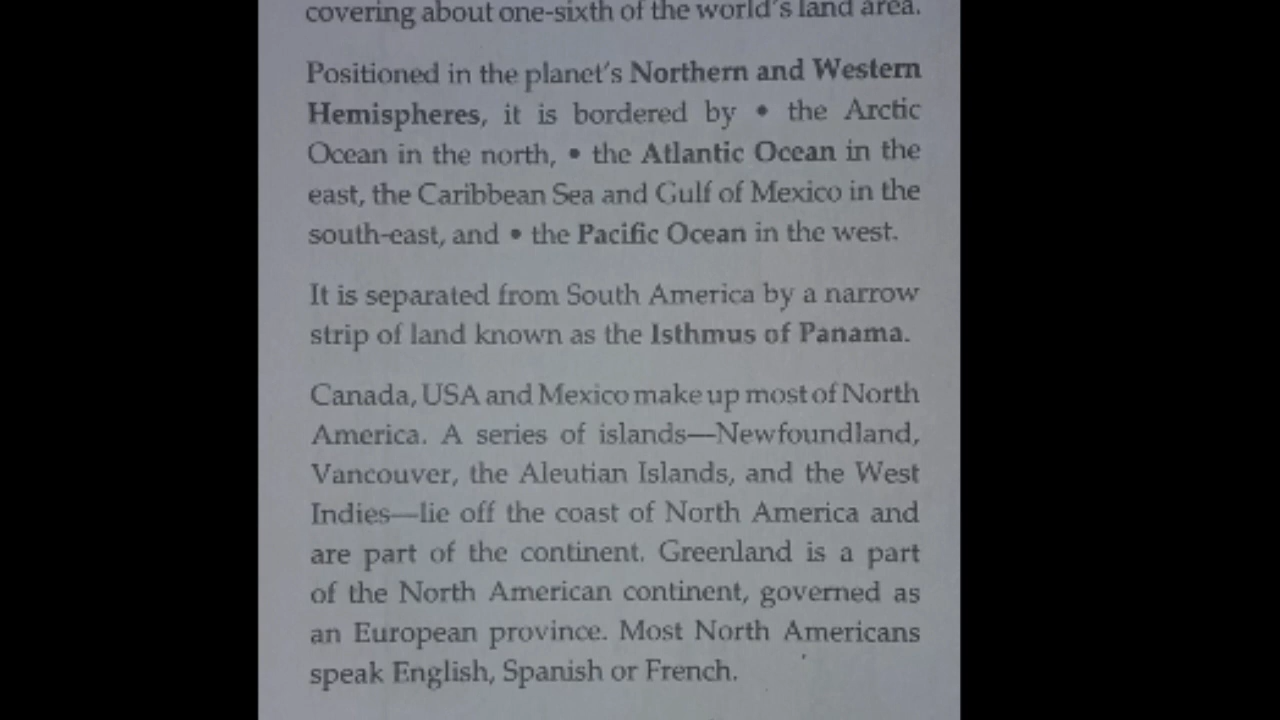 covering about one-sixth of the world's land area.
Positioned in the planet's Northern and Western
Hemispheres, it is bordered by • the Arctic
Ocean in the north, • the Atlantic Ocean in the
east, the Caribbean Sea and Gulf of Mexico in the
south-east, and • the Pacific Ocean in the west.
It is separated from South America by a narrow
strip of land known as the Isthmus of Panama.
Canada, USA and Mexico make up most of North
America. A series of islands—Newfoundland,
Vancouver, the Aleutian Islands, and the West
Indies—lie off the coast of North America and
are part of the continent. Greenland is a part
of the North American continent, governed as
an European province. Most North Americans
speak English, Spanish or French.